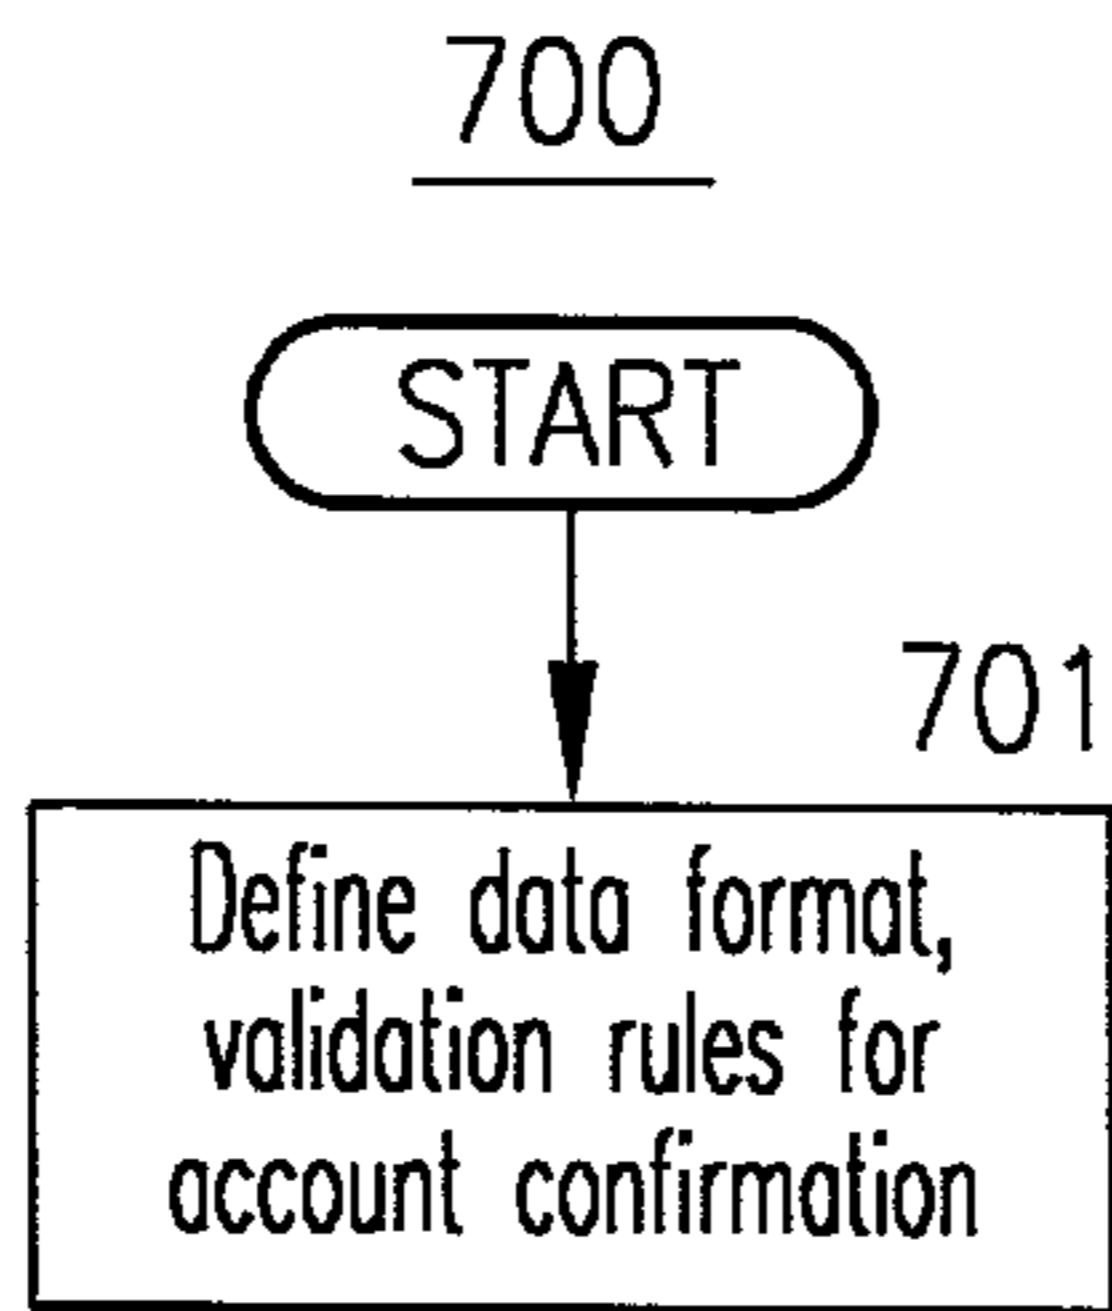 700
START
701
Define data format,
validation rules for
account confirmation